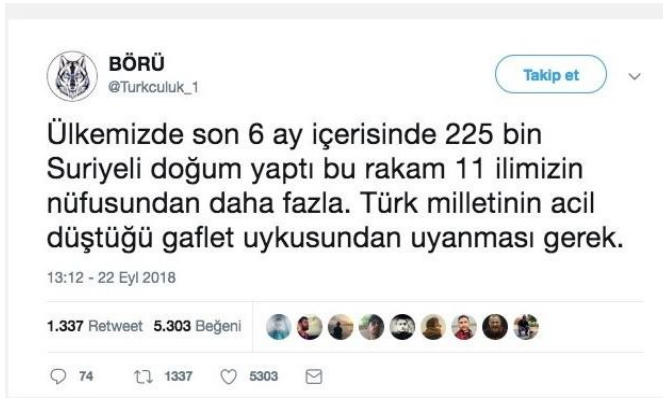 BÖRÜ
@Turkculuk_1
Takip et
Ülkemizde son 6 ay içerisinde 225 bin
Suriyeli doğum yaptı bu rakam 11 ilimizin
nüfusundan daha fazla. Türk milletinin acil
düştüğü gaflet uykusundan uyanması gerek.
13:12 - 22 Eyl 2018
1.337 Retweet 5.303 Beğeni
74 1337 5303